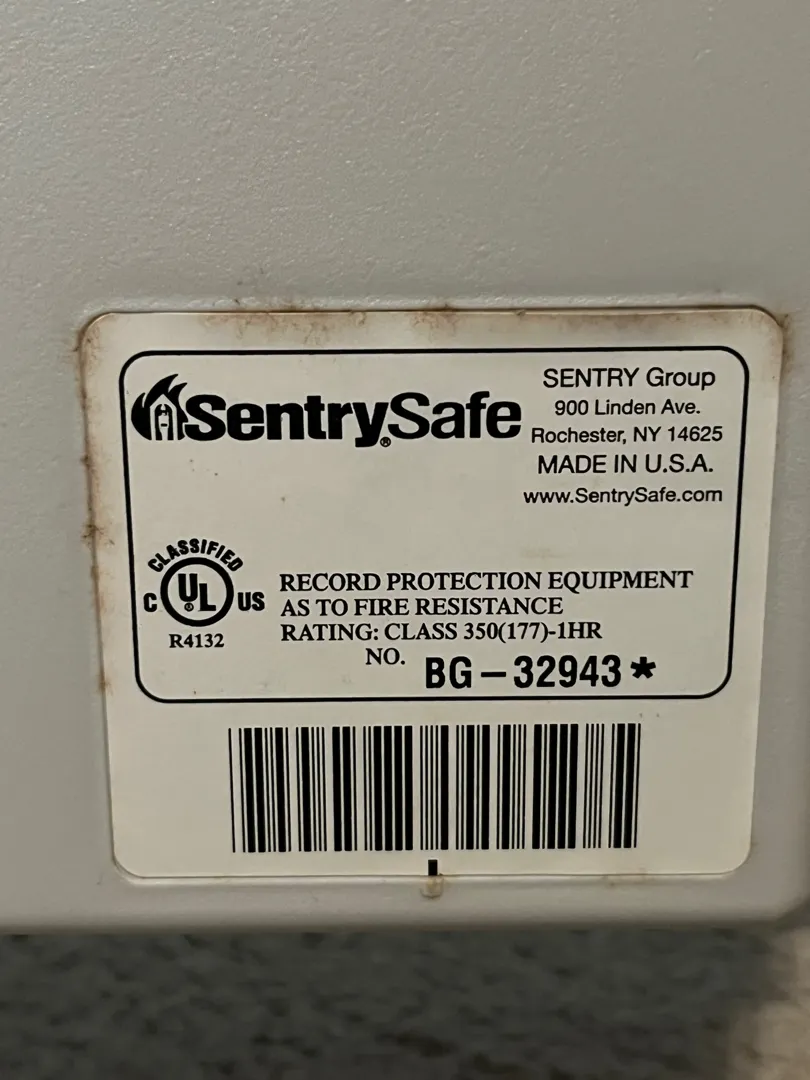 SentrySafe®
SENTRY Group
900 Linden Ave.
Rochester, NY 14625
MADE IN U.S.A.
www.SentrySafe.com
CLASSIFIED
C UL® US
R4132
RECORD PROTECTION EQUIPMENT
AS TO FIRE RESISTANCE
RATING: CLASS 350(177)-1HR
NO. BG-32943*